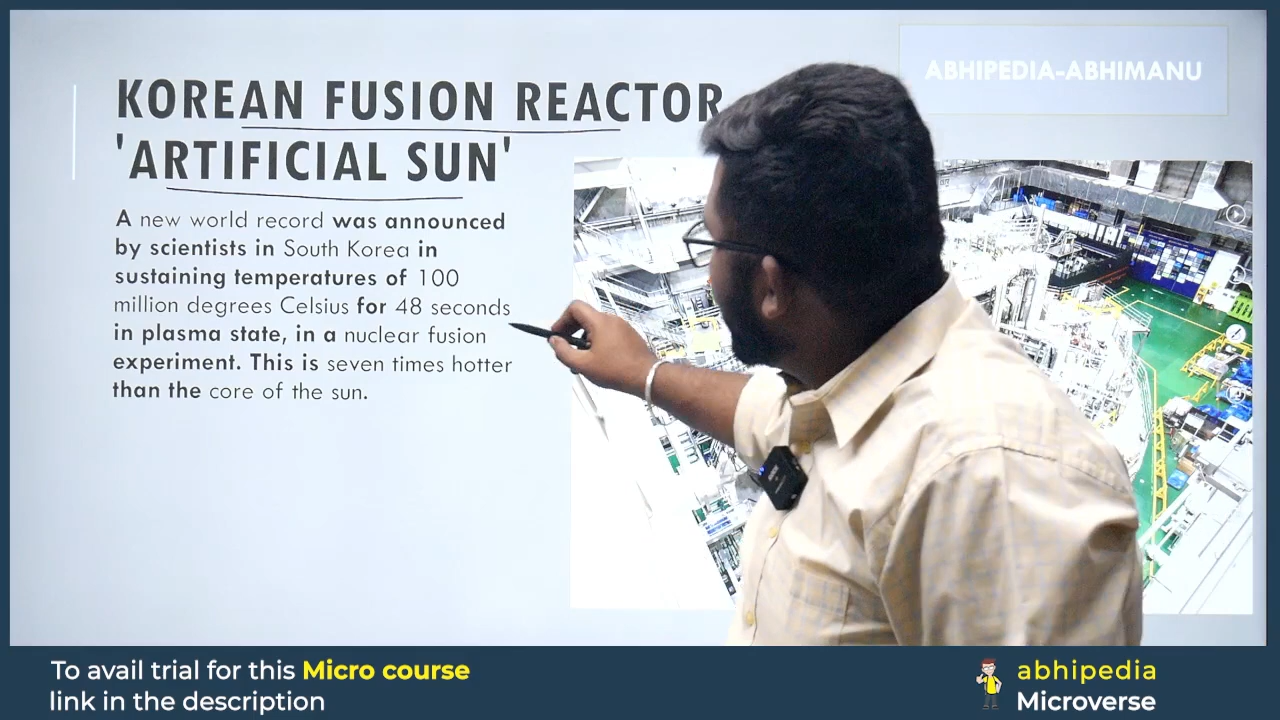 ABHIPEDIA-ABHIMANU
KOREAN FUSION REACTOR
'ARTIFICIAL SUN'
A new world record was announced
by scientists in South Korea in
sustaining temperatures of 100
million degrees Celsius for 48 seconds
in plasma state, in a nuclear fusion
experiment. This is seven times hotter
than the core of the sun.
To avail trial for this Micro course
link in the description
abhipedia
Microverse